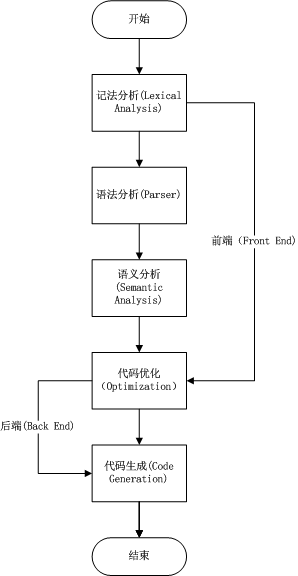 开始
记法分析(Lexical
Analysis)
语法分析(Parser)
前端（Front End)
语义分析
(Semantic
Analysis)
代码优化
（Optimization）
后端(Back End)
代码生成(Code
Generation)
结束